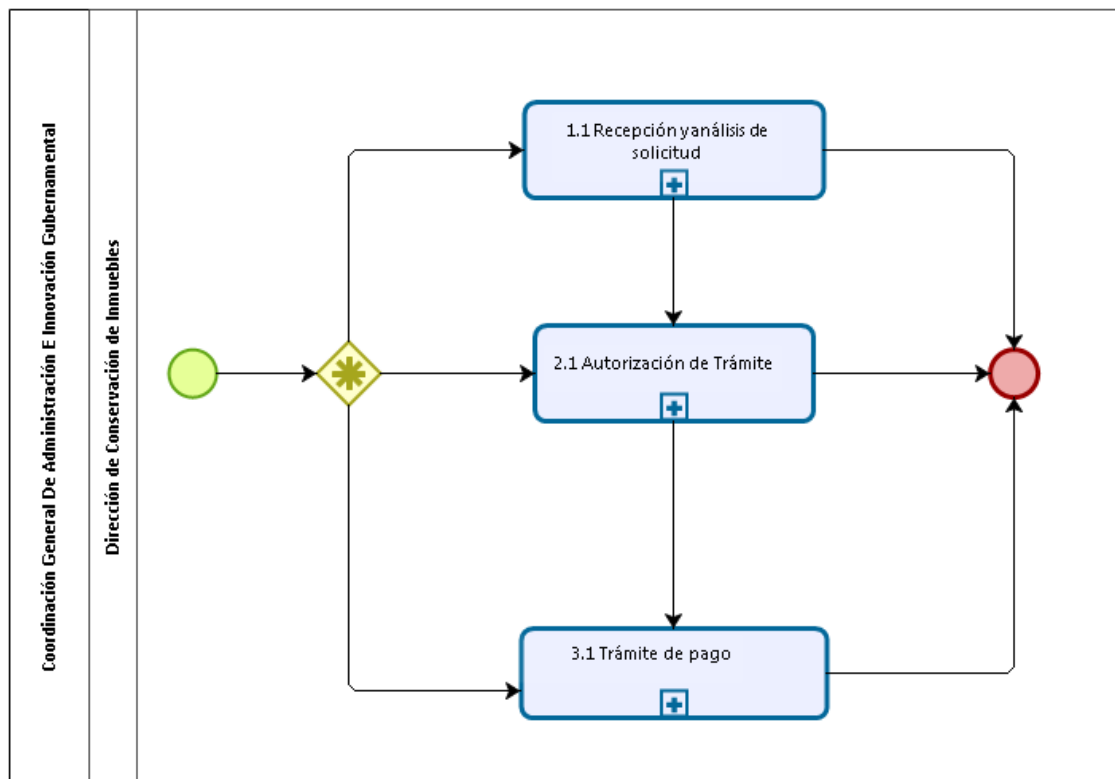 Coordinación General De Administración E Innovación Gubernamental
Dirección de Conservación de Inmuebles
1.1 Recepción y análisis de
solicitud
2.1 Autorización de Trámite
3.1 Trámite de pago